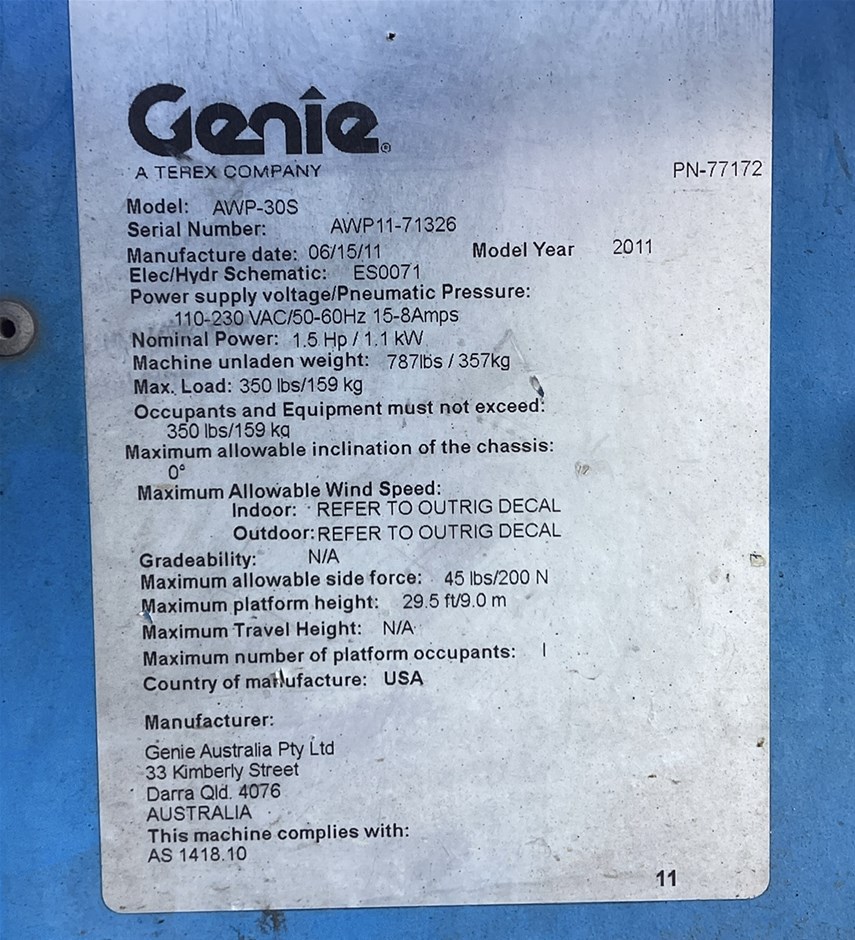 Genie®
A TEREX COMPANY
PN-77172
Model: AWP-30S
Serial Number: AWP11-71326
Manufacture date: 06/15/11 Model Year 2011
Elec/Hydr Schematic: ES0071
Power supply voltage/Pneumatic Pressure:
110-230 VAC/50-60Hz 15-8Amps
Nominal Power: 1.5 Hp / 1.1 kW
Machine unladen weight: 787lbs / 357kg
Max. Load: 350 lbs/159 kg
Occupants and Equipment must not exceed:
350 lbs/159 kg
Maximum allowable inclination of the chassis:
0°
Maximum Allowable Wind Speed:
Indoor: REFER TO OUTRIG DECAL
Outdoor: REFER TO OUTRIG DECAL
Gradeability: N/A
Maximum allowable side force: 45 lbs/200 N
Maximum platform height: 29.5 ft/9.0 m
Maximum Travel Height: N/A
Maximum number of platform occupants: 1
Country of manufacture: USA
Manufacturer:
Genie Australia Pty Ltd
33 Kimberly Street
Darra Qld. 4076
AUSTRALIA
This machine complies with:
AS 1418.10
11